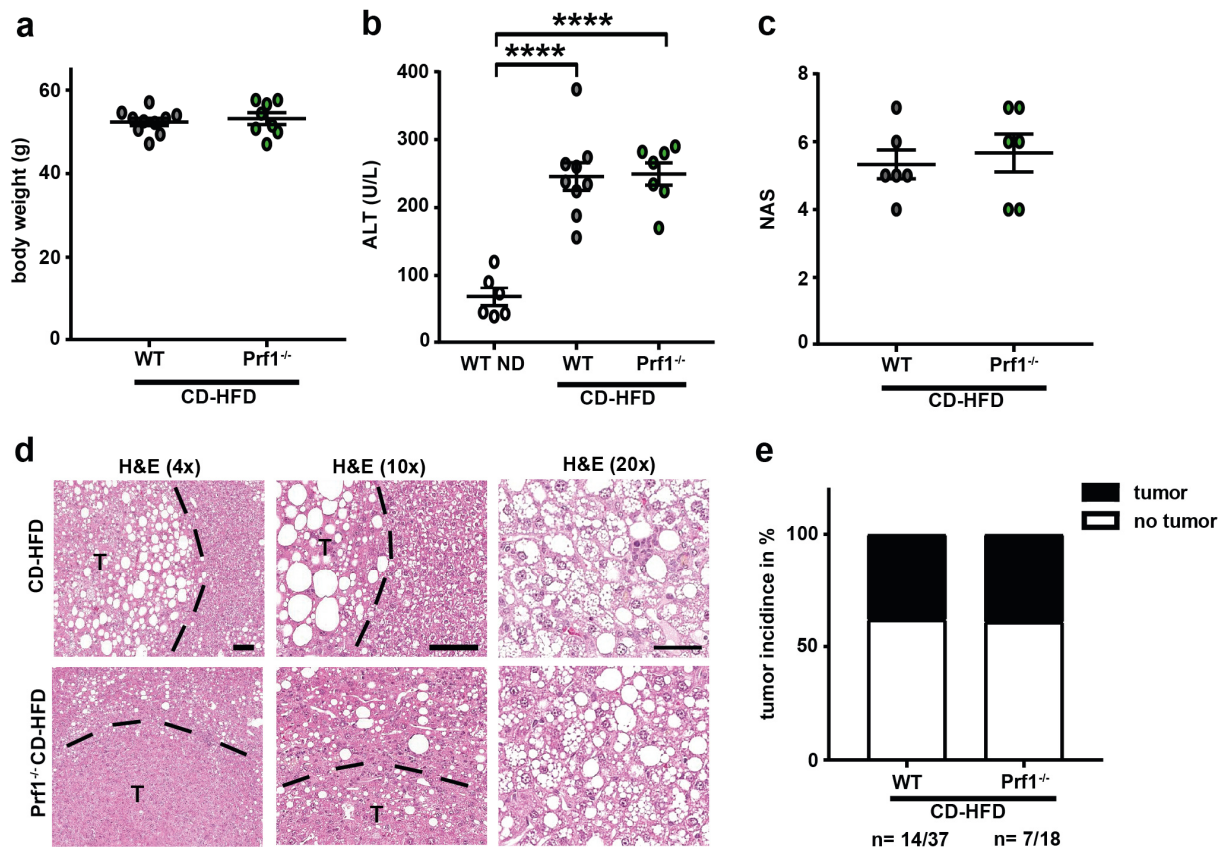 a
body weight (g)
60
40
20
0
WT
Prf1-/-
CD-HFD
b
****
****
ALT (U/L)
400
300
200
100
0
WT ND
WT
Prf1-/-
CD-HFD
c
NAS
8
6
4
2
0
WT
Prf1-/-
CD-HFD
d
H&E (4x)
H&E (10x)
H&E (20x)
CD-HFD
T
T
Prf1-/- CD-HFD
T
T
e
tumor
no tumor
tumor incidince in %
100
50
0
WT
Prf1-/-
CD-HFD
n= 14/37
n= 7/18